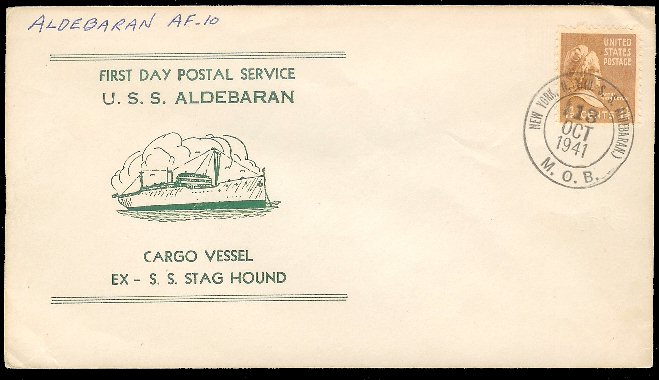 ALDEBARAN AF-10
FIRST DAY POSTAL SERVICE
U. S. S. ALDEBARAN
CARGO VESSEL
EX - S. S. STAG HOUND
UNITED
STATES
POSTAGE
NEW YORK,
13
OCT
1941
M. O. B.